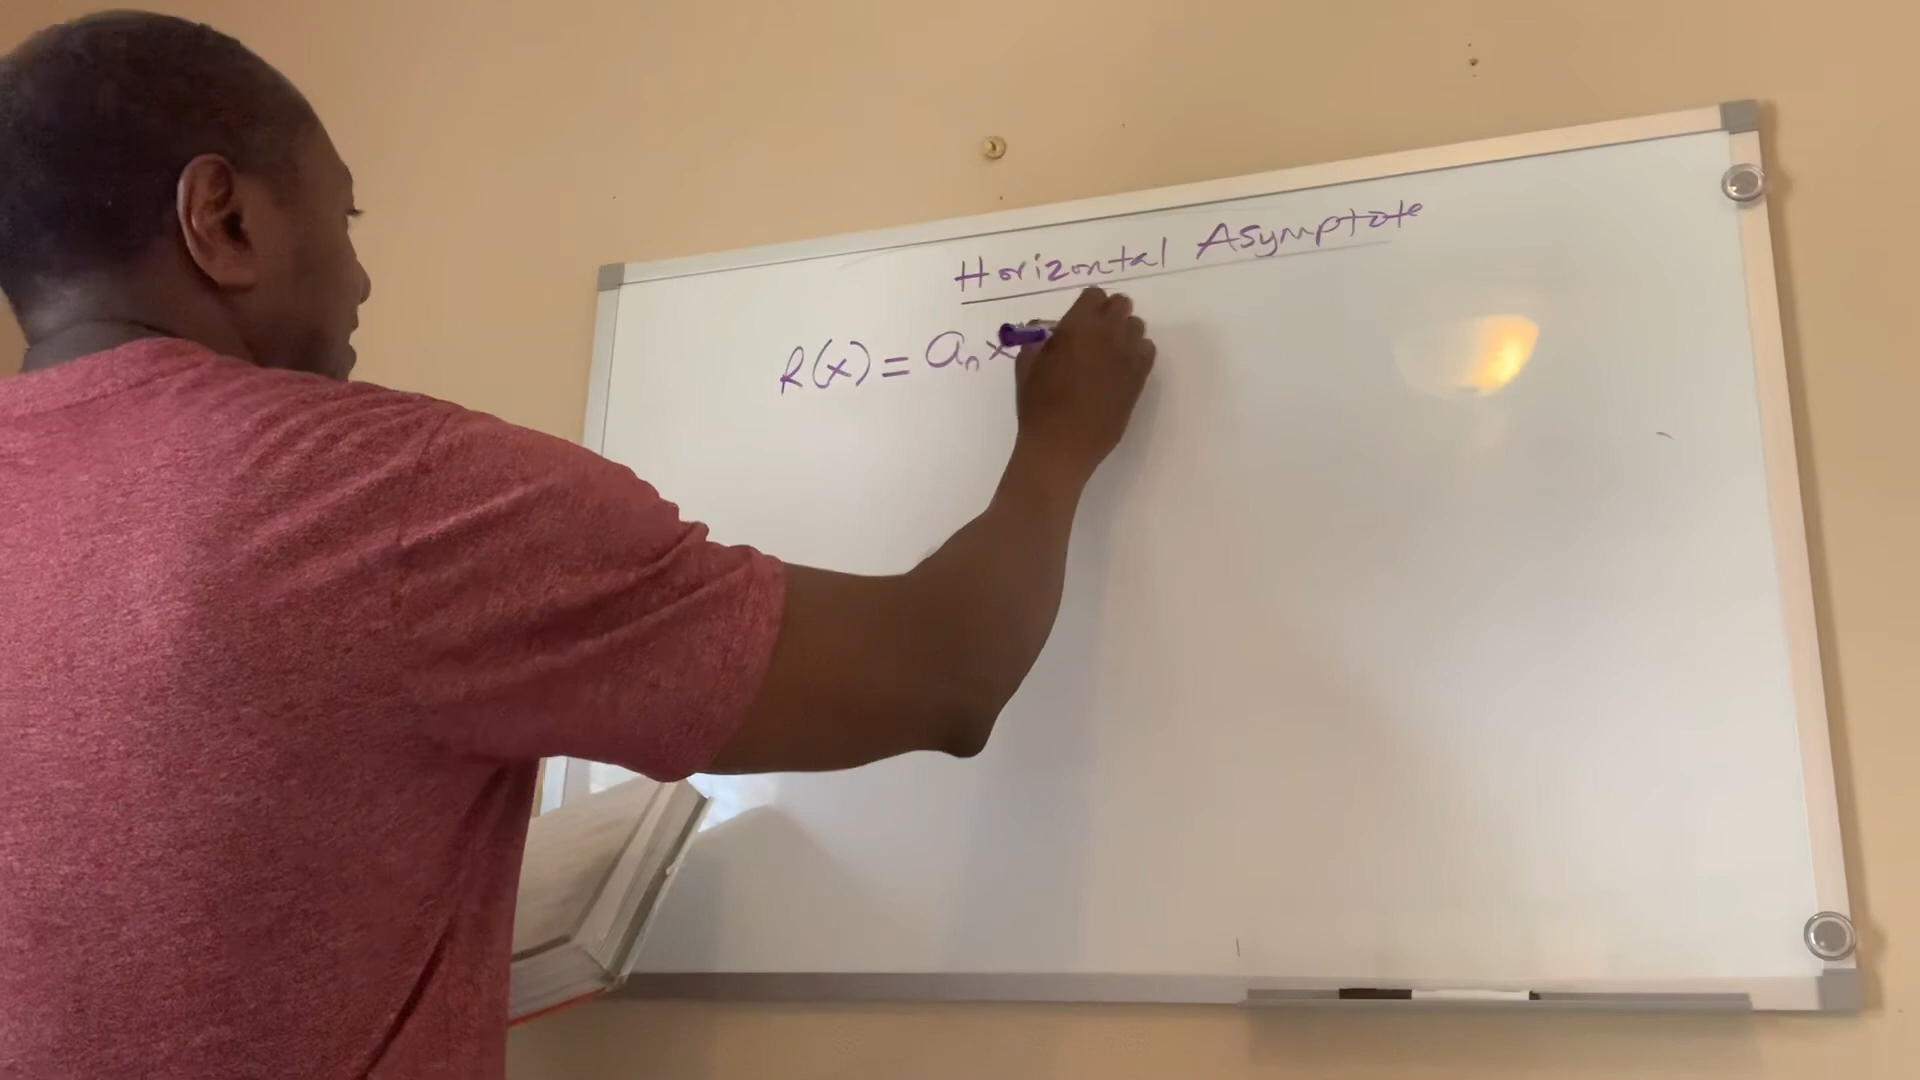 Horizontal Asymptote
R(x) = aₙx